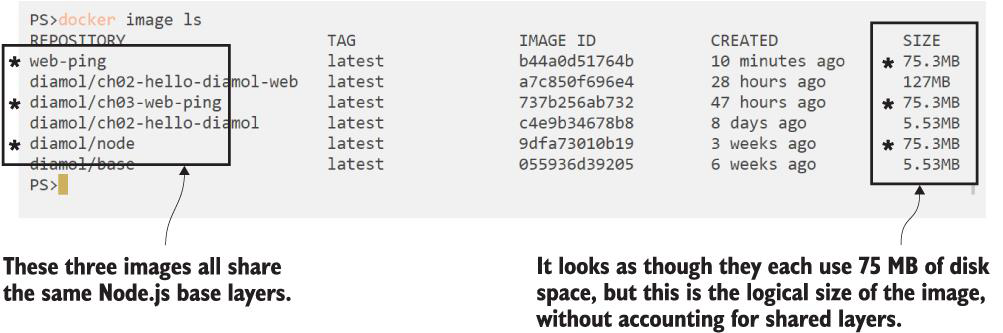 PS>docker image ls
REPOSITORY TAG IMAGE ID CREATED SIZE
* web-ping latest b44a0d51764b 10 minutes ago * 75.3MB
diamol/ch02-hello-diamol-web latest a7c850f696e4 28 hours ago 127MB
* diamol/ch03-web-ping latest 737b256ab732 47 hours ago * 75.3MB
diamol/ch02-hello-diamol latest c4e9b34678b8 8 days ago 5.53MB
* diamol/node latest 9dfa73010b19 3 weeks ago * 75.3MB
diamol/base latest 055936d39205 6 weeks ago 5.53MB
PS>
These three images all share
the same Node.js base layers.
It looks as though they each use 75 MB of disk
space, but this is the logical size of the image,
without accounting for shared layers.